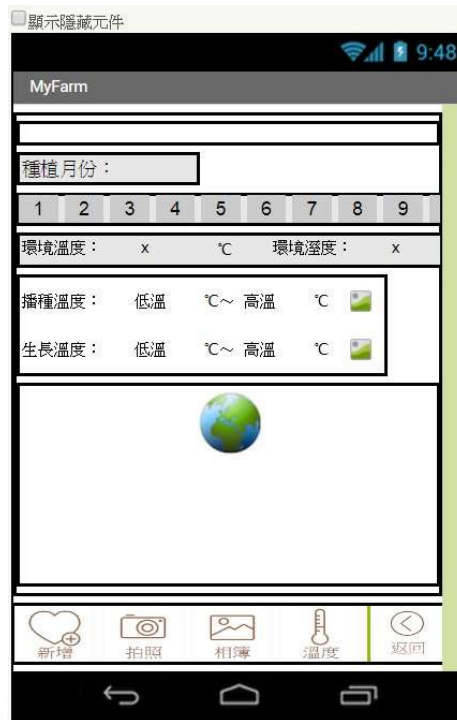 顯示隱藏元件
9:48
MyFarm
種植月份：
1 2 3 4 5 6 7 8 9
環境溫度： x ℃ 環境溼度： x
播種溫度： 低溫 ℃～ 高溫 ℃
生長溫度： 低溫 ℃～ 高溫 ℃
新增 拍照 相簿 溫度 返回